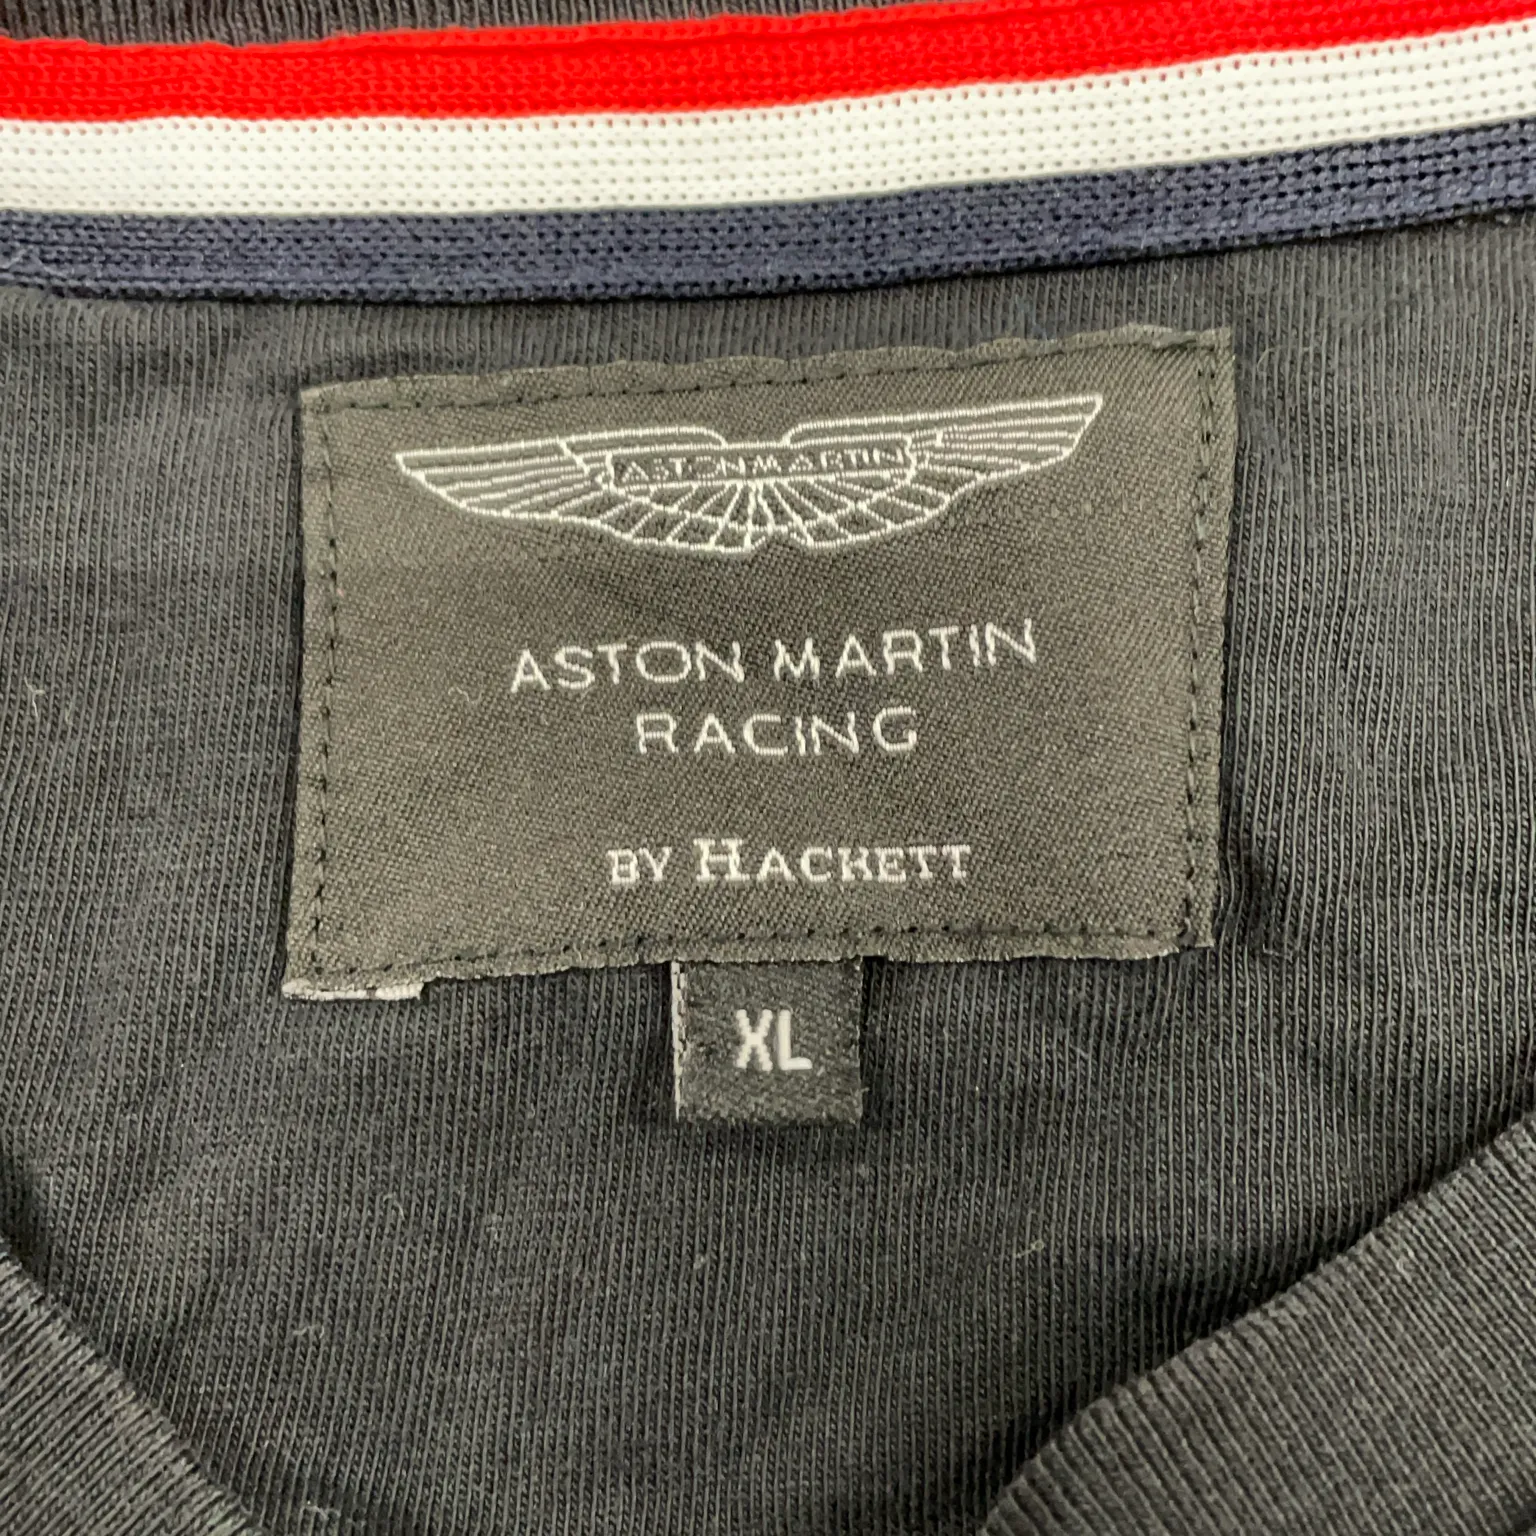 ASTON MARTIN
ASTON MARTIN
RACING
BY HACKETT
XL